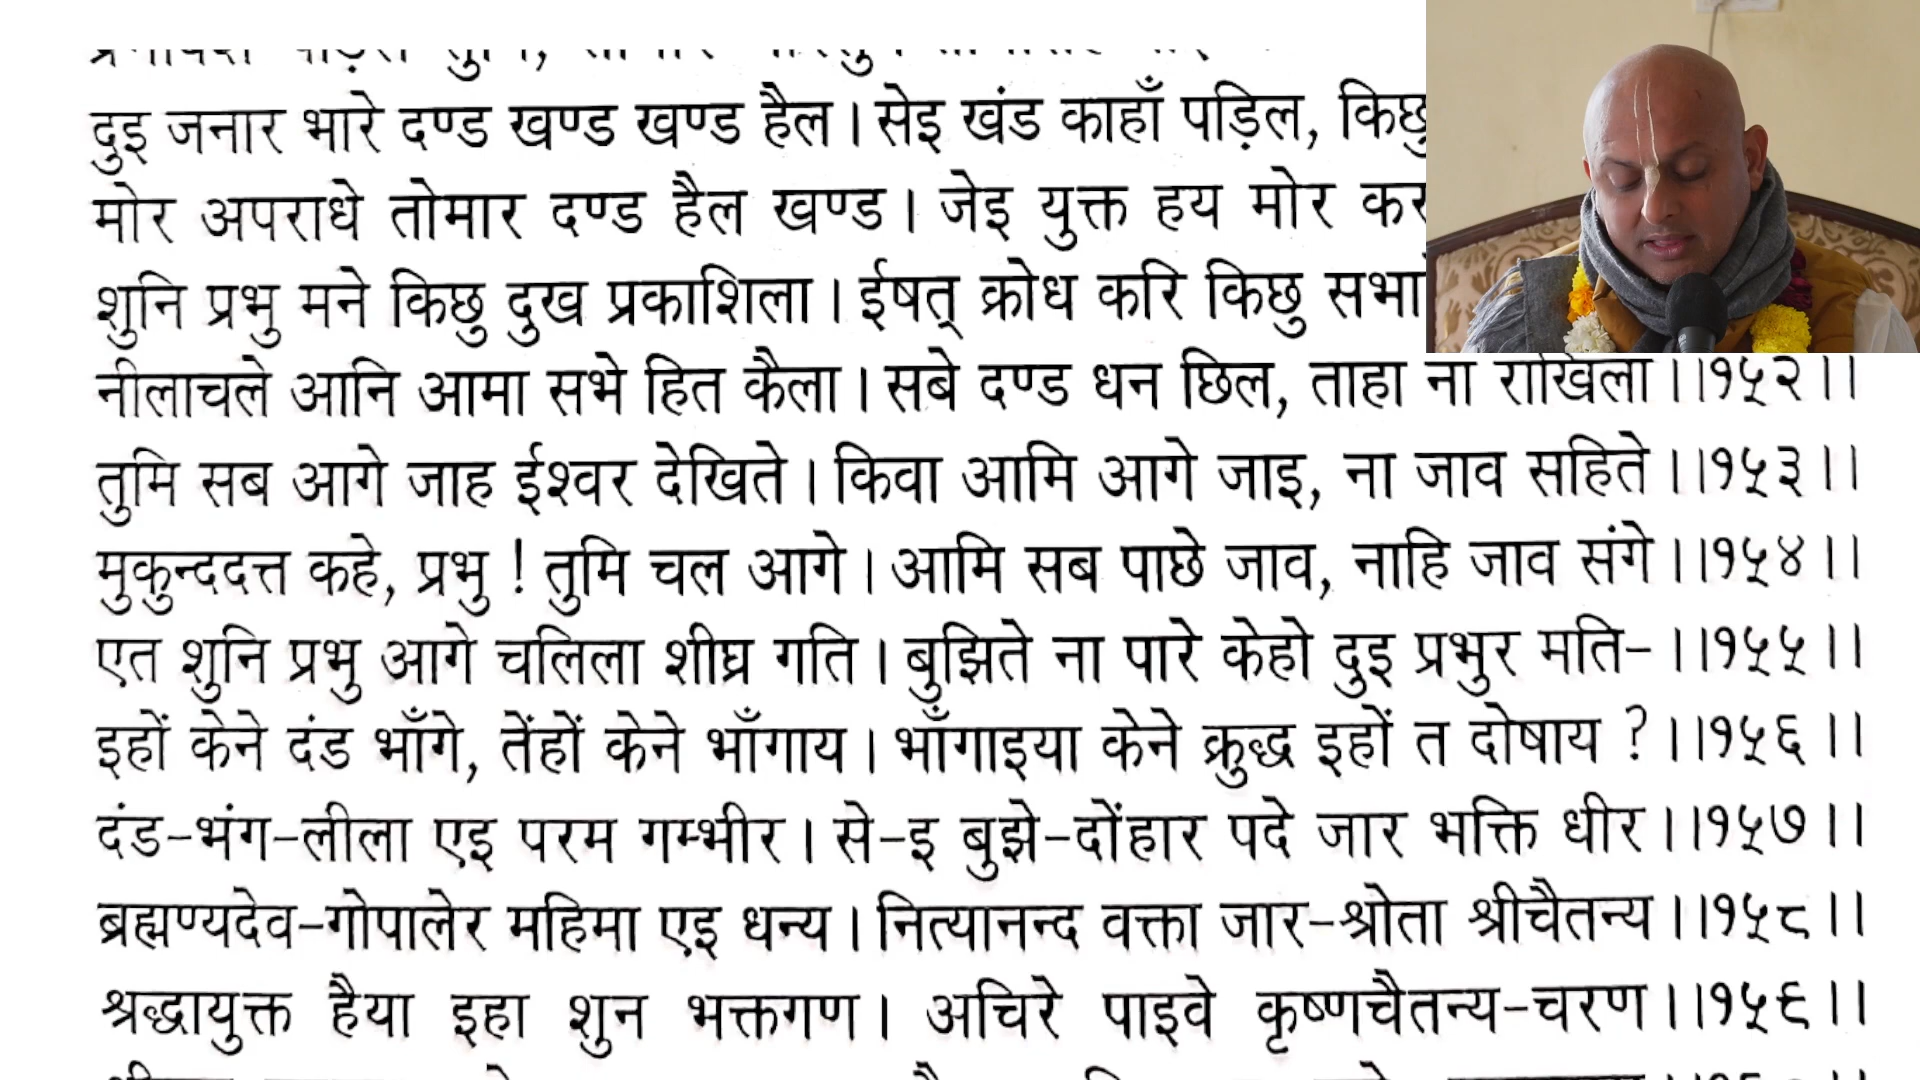 दुइ जनार भारे दण्ड खण्ड खण्ड हैल। सेइ खंड काहाँ पड़िल, किछु
मोर अपराधे तोमार दण्ड हैल खण्ड। जेइ युक्त हय मोर
शुनि प्रभु मने किछु दुख प्रकाशिला। ईषत् क्रोध करि किछु
नीलाचले आनि आमा सभे हित कैला। सबे दण्ड धन छिल, ताहा ना राखिला।।१५२।।
तुमि सब आगे जाह ईश्वर देखिते। किवा आमि आगे जाइ, ना जाव सहिते।।१५३।।
मुकुन्ददत्त कहे, प्रभु ! तुमि चल आगे। आमि सब पाछे जाव, नाहि जाव संगे।।१५४।।
एत शुनि प्रभु आगे चलिला शीघ्र गति। बुझिते ना पारे केहो दुइ प्रभुर मति-।।१५५।।
इहों केने दंड भाँगे, तेंहों केने भाँगाय। भाँगाइया केने क्रुद्ध इहों त दोषाय ?।।१५६।।
दंड-भंग-लीला एइ परम गम्भीर। से-इ बुझे-दोंहार पदे जार भक्ति धीर।।१५७।।
ब्रह्मण्यदेव-गोपालेर महिमा एइ धन्य। नित्यानन्द वक्ता जार-श्रोता श्रीचैतन्य।।१५८।।
श्रद्धायुक्त हैया इहा शुन भक्तगण। अचिरे पाइवे कृष्णचैतन्य-चरण।।१५९।।